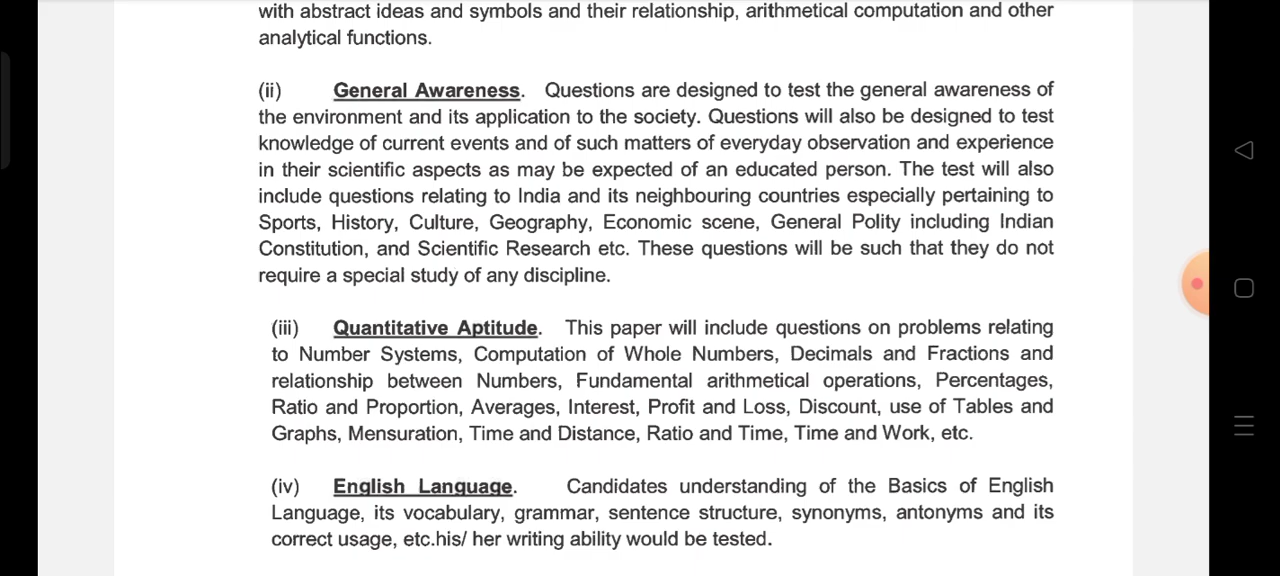 with abstract ideas and symbols and their relationship, arithmetical computation and other
analytical functions.
(ii) General Awareness. Questions are designed to test the general awareness of
the environment and its application to the society. Questions will also be designed to test
knowledge of current events and of such matters of everyday observation and experience
in their scientific aspects as may be expected of an educated person. The test will also
include questions relating to India and its neighbouring countries especially pertaining to
Sports, History, Culture, Geography, Economic scene, General Polity including Indian
Constitution, and Scientific Research etc. These questions will be such that they do not
require a special study of any discipline.
(iii) Quantitative Aptitude. This paper will include questions on problems relating
to Number Systems, Computation of Whole Numbers, Decimals and Fractions and
relationship between Numbers, Fundamental arithmetical operations, Percentages,
Ratio and Proportion, Averages, Interest, Profit and Loss, Discount, use of Tables and
Graphs, Mensuration, Time and Distance, Ratio and Time, Time and Work, etc.
(iv) English Language. Candidates understanding of the Basics of English
Language, its vocabulary, grammar, sentence structure, synonyms, antonyms and its
correct usage, etc.his/ her writing ability would be tested.